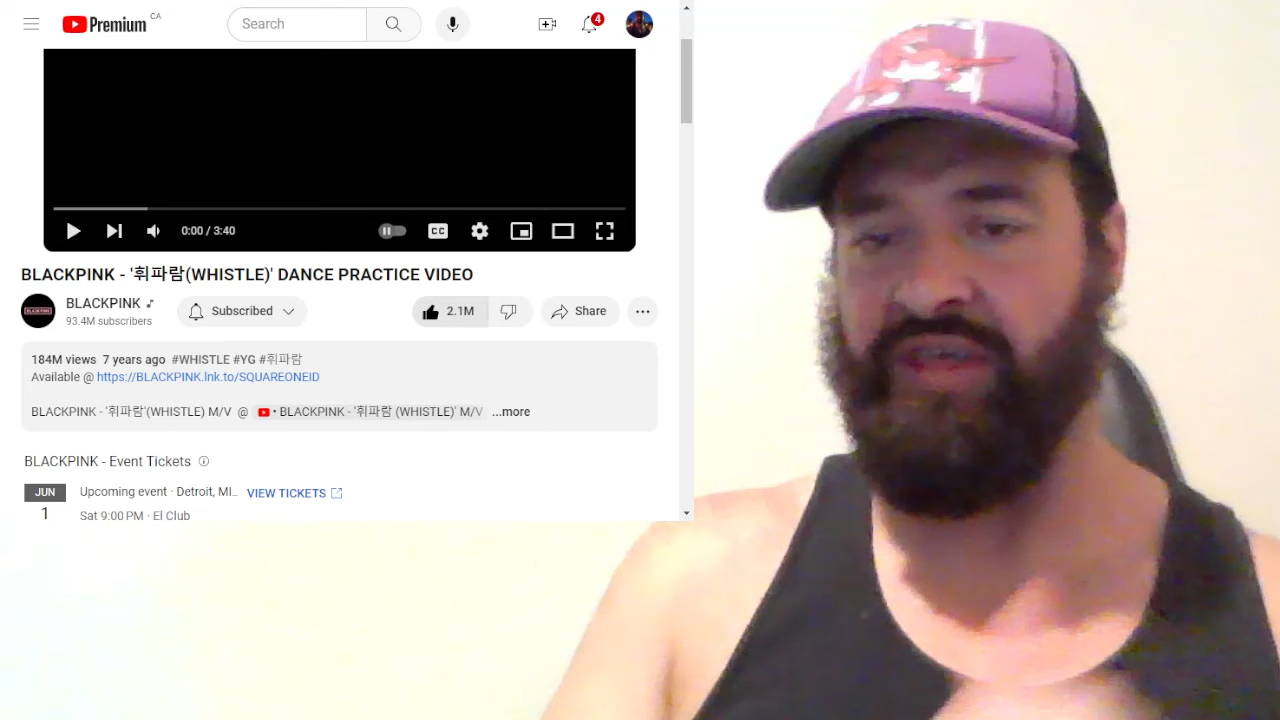 Premium CA
Search
4
0:00 / 3:40
CC
BLACKPINK - '휘파람(WHISTLE)' DANCE PRACTICE VIDEO
BLACKPINK
93.4M subscribers
Subscribed
2.1M
Share
BLACKPINK
184M views 7 years ago #WHISTLE #YG #휘파람
Available @ https://BLACKPINK.lnk.to/SQUAREONEID
BLACKPINK - '휘파람'(WHISTLE) M/V @ • BLACKPINK - '휘파람 (WHISTLE)' M/V ...more
BLACKPINK - Event Tickets
JUN
1
Upcoming event · Detroit, MI... VIEW TICKETS
Sat 9:00 PM · El Club